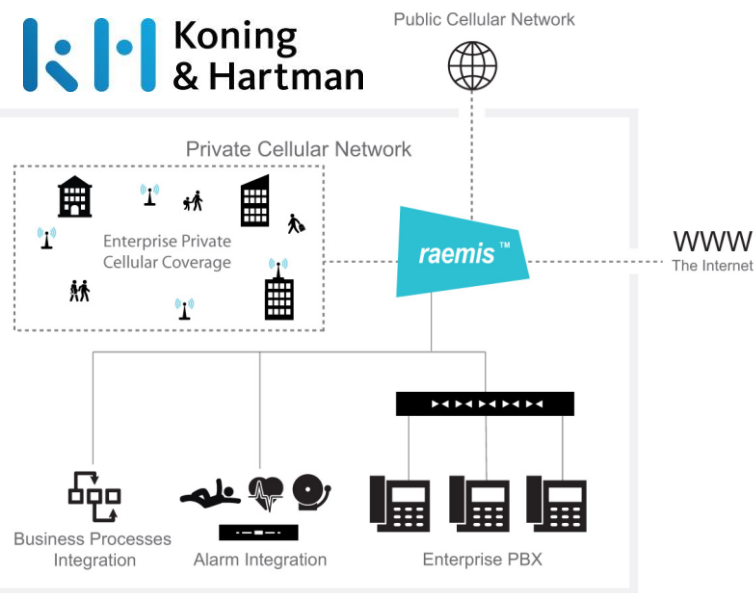 Public Cellular Network
Koning
& Hartman
Private Cellular Network
Enterprise Private
Cellular Coverage
raemis™
WWW
The Internet
Business Processes
Integration
Alarm Integration
Enterprise PBX